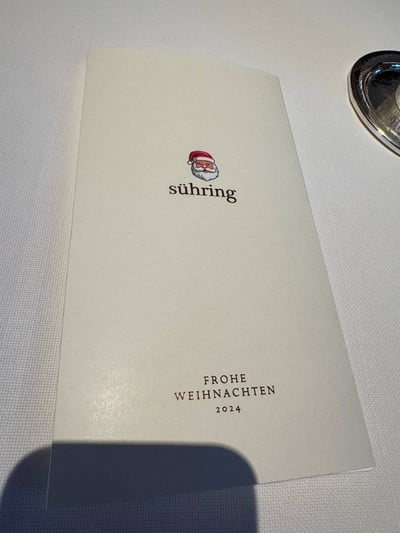 sühring
FROHE
WEIHNACHTEN
2024